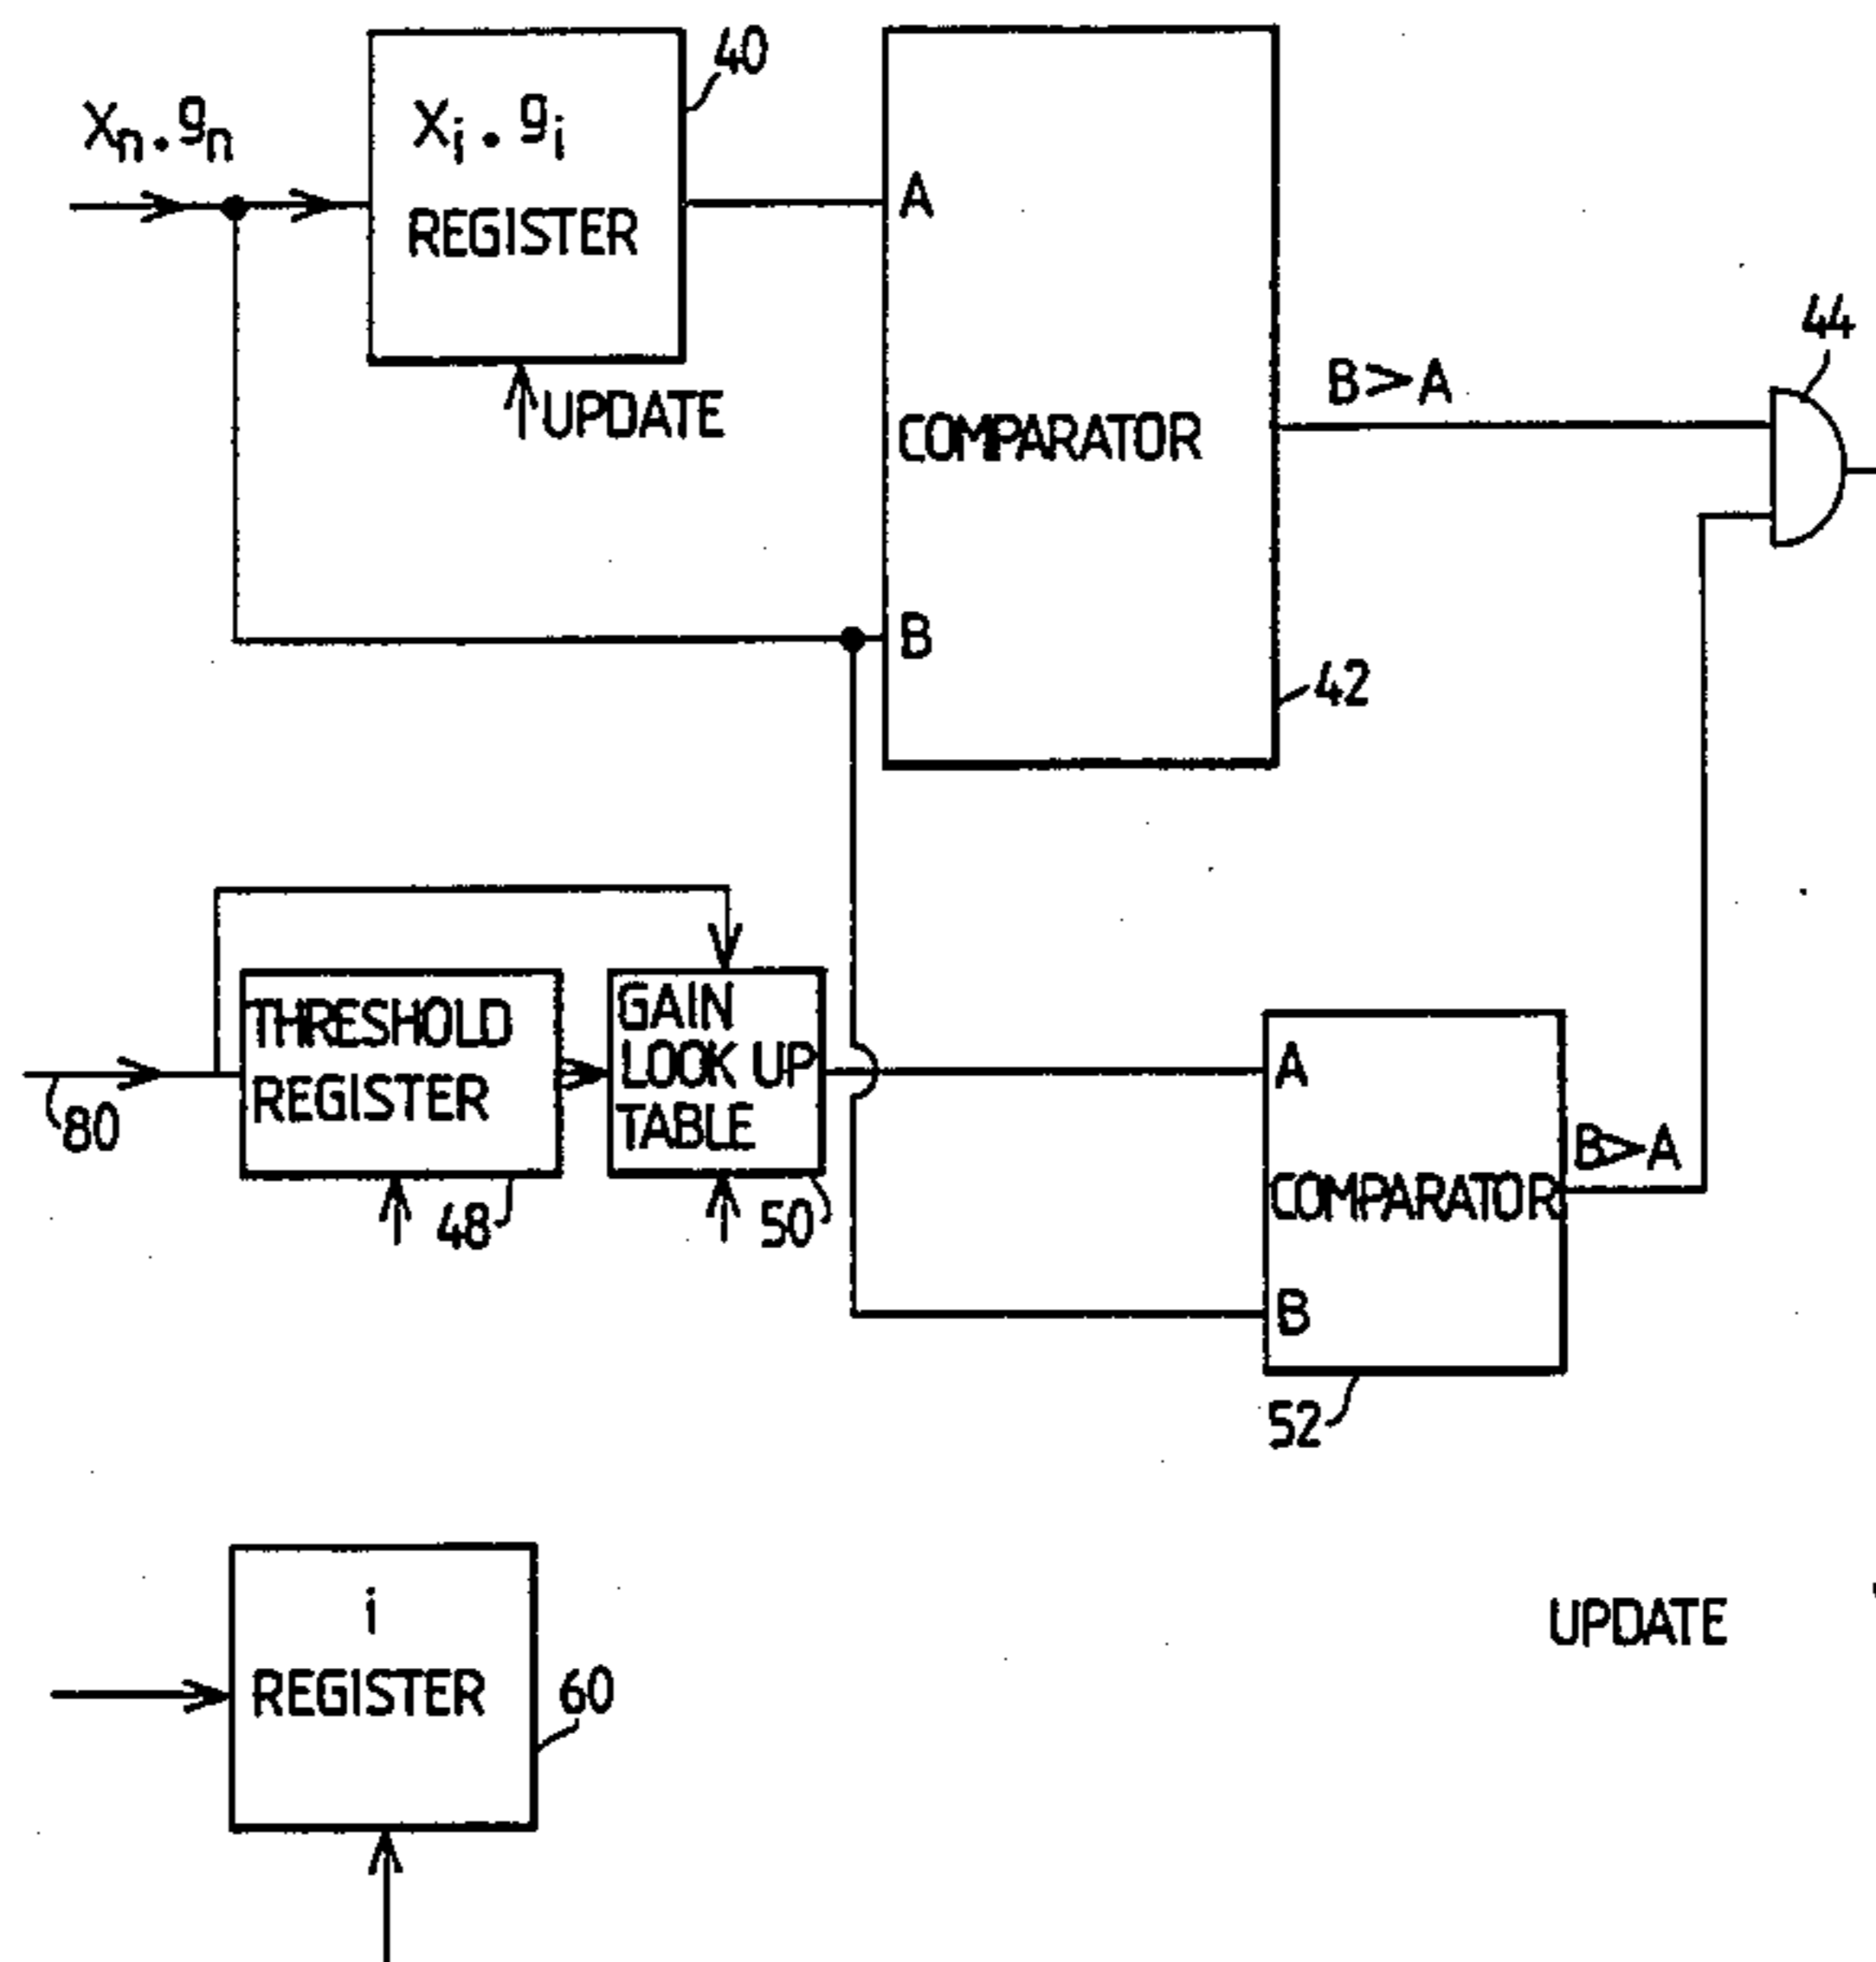 40
Xn.gn
Xi.gi
REGISTER
UPDATE
A
COMPARATOR
B
B>A
42
44
80
THRESHOLD
REGISTER
48
GAIN
LOOK UP
TABLE
50
A
B>A
COMPARATOR
B
52
i
REGISTER
60
UPDATE